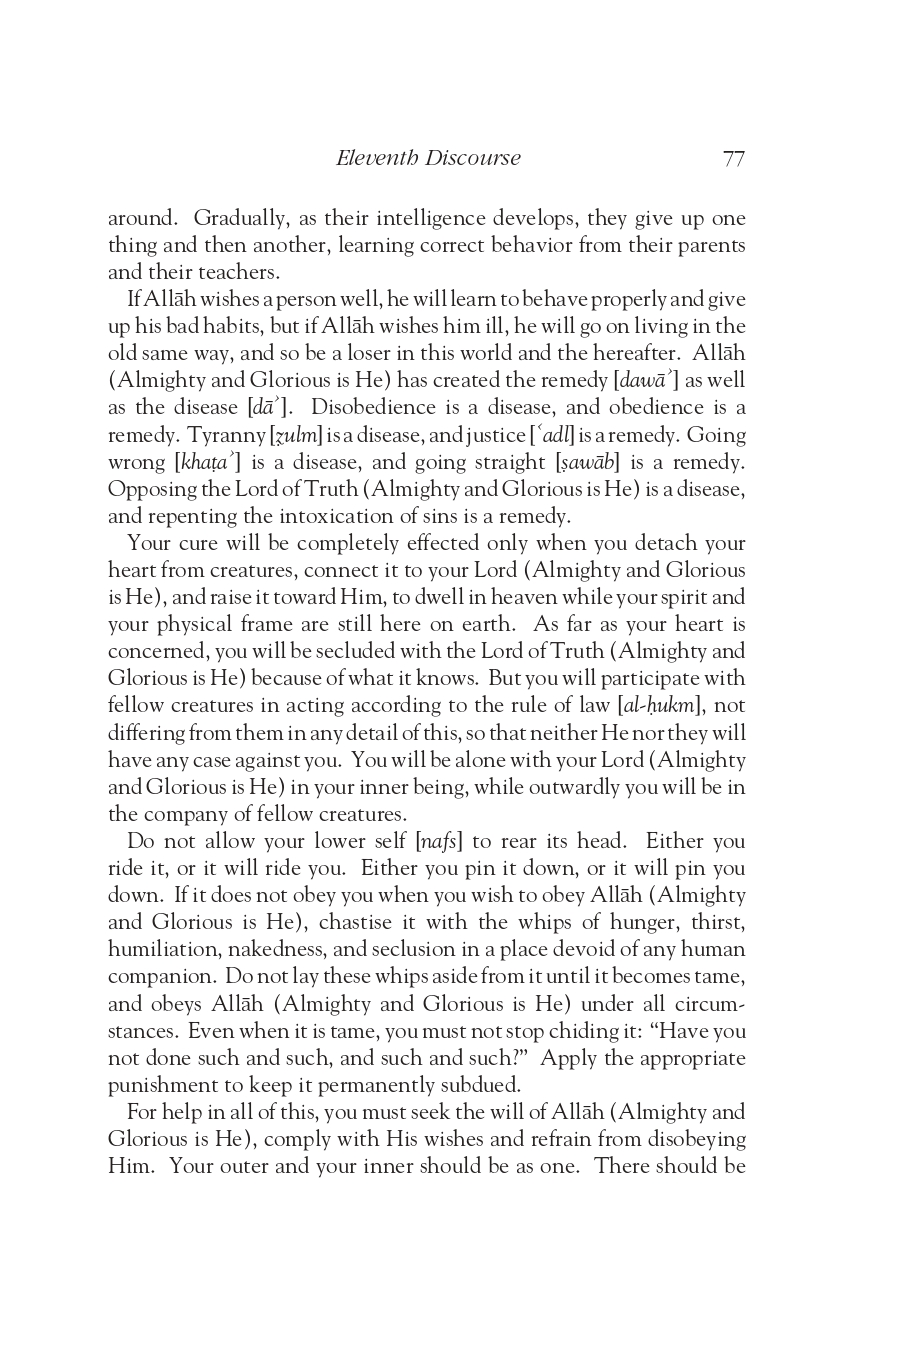 Eleventh Discourse 77
around. Gradually, as their intelligence develops, they give up one
thing and then another, learning correct behavior from their parents
and their teachers.
If Allāh wishes a person well, he will learn to behave properly and give
up his bad habits, but if Allāh wishes him ill, he will go on living in the
old same way, and so be a loser in this world and the hereafter. Allāh
(Almighty and Glorious is He) has created the remedy [dawāʾ] as well
as the disease [dāʾ]. Disobedience is a disease, and obedience is a
remedy. Tyranny [ẓulm] is a disease, and justice [ʿadl] is a remedy. Going
wrong [khaṭaʾ] is a disease, and going straight [ṣawāb] is a remedy.
Opposing the Lord of Truth (Almighty and Glorious is He) is a disease,
and repenting the intoxication of sins is a remedy.
Your cure will be completely effected only when you detach your
heart from creatures, connect it to your Lord (Almighty and Glorious
is He), and raise it toward Him, to dwell in heaven while your spirit and
your physical frame are still here on earth. As far as your heart is
concerned, you will be secluded with the Lord of Truth (Almighty and
Glorious is He) because of what it knows. But you will participate with
fellow creatures in acting according to the rule of law [al-ḥukm], not
differing from them in any detail of this, so that neither He nor they will
have any case against you. You will be alone with your Lord (Almighty
and Glorious is He) in your inner being, while outwardly you will be in
the company of fellow creatures.
Do not allow your lower self [nafs] to rear its head. Either you
ride it, or it will ride you. Either you pin it down, or it will pin you
down. If it does not obey you when you wish to obey Allāh (Almighty
and Glorious is He), chastise it with the whips of hunger, thirst,
humiliation, nakedness, and seclusion in a place devoid of any human
companion. Do not lay these whips aside from it until it becomes tame,
and obeys Allāh (Almighty and Glorious is He) under all circum-
stances. Even when it is tame, you must not stop chiding it: “Have you
not done such and such, and such and such?” Apply the appropriate
punishment to keep it permanently subdued.
For help in all of this, you must seek the will of Allāh (Almighty and
Glorious is He), comply with His wishes and refrain from disobeying
Him. Your outer and your inner should be as one. There should be